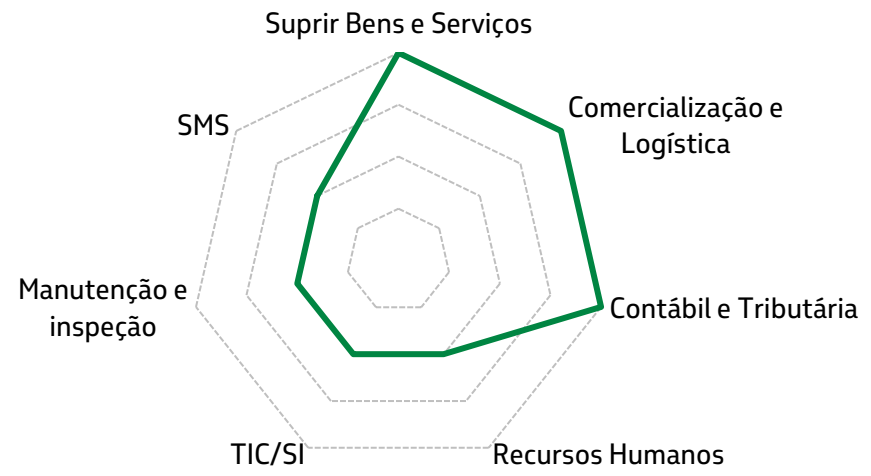 Suprir Bens e Serviços
Comercialização e
Logística
SMS
Manutenção e
inspeção
Contábil e Tributária
TIC/SI
Recursos Humanos